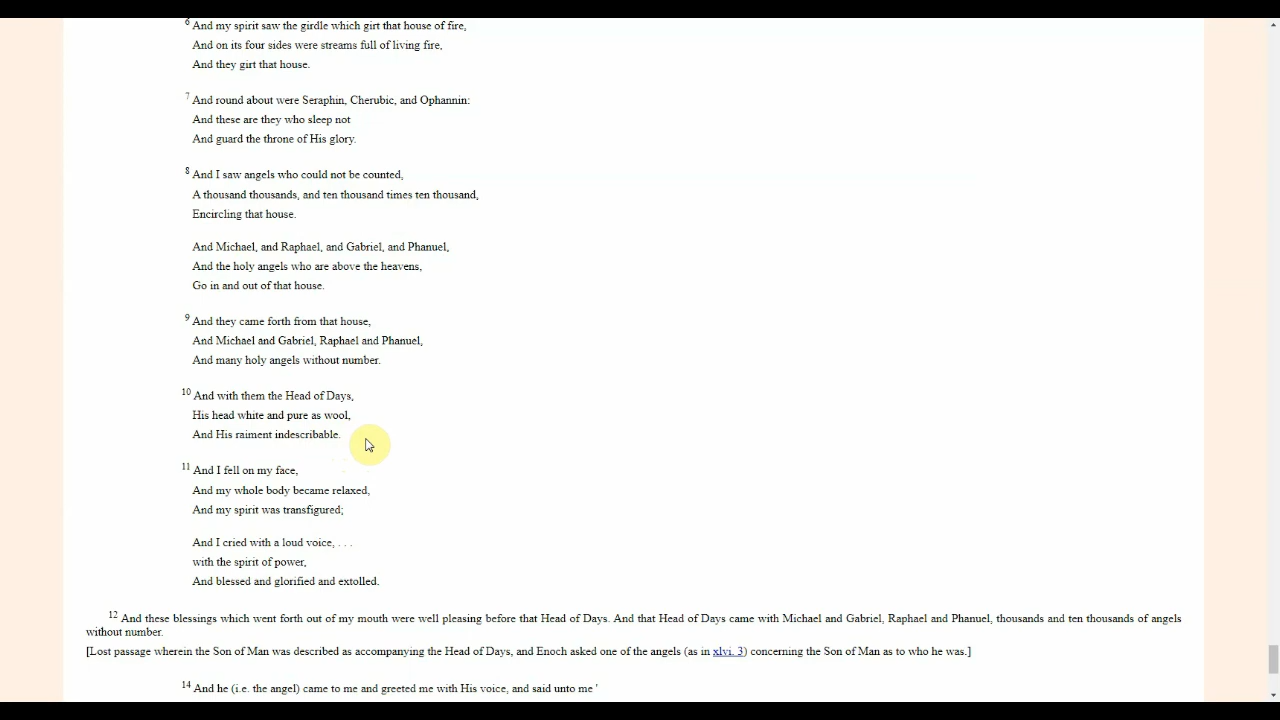 6 And my spirit saw the girdle which girt that house of fire,
And on its four sides were streams full of living fire,
And they girt that house.
7 And round about were Seraphin, Cherubic, and Ophannin:
And these are they who sleep not
And guard the throne of His glory.
8 And I saw angels who could not be counted,
A thousand thousands, and ten thousand times ten thousand,
Encircling that house.
And Michael, and Raphael, and Gabriel, and Phanuel,
And the holy angels who are above the heavens,
Go in and out of that house.
9 And they came forth from that house,
And Michael and Gabriel, Raphael and Phanuel,
And many holy angels without number.
10 And with them the Head of Days,
His head white and pure as wool,
And His raiment indescribable.
11 And I fell on my face,
And my whole body became relaxed,
And my spirit was transfigured;
And I cried with a loud voice, . . .
with the spirit of power,
And blessed and glorified and extolled.
12 And these blessings which went forth out of my mouth were well pleasing before that Head of Days. And that Head of Days came with Michael and Gabriel, Raphael and Phanuel, thousands and ten thousands of angels
without number.
[Lost passage wherein the Son of Man was described as accompanying the Head of Days, and Enoch asked one of the angels (as in xlvi. 3) concerning the Son of Man as to who he was.]
14 And he (i.e. the angel) came to me and greeted me with His voice, and said unto me '